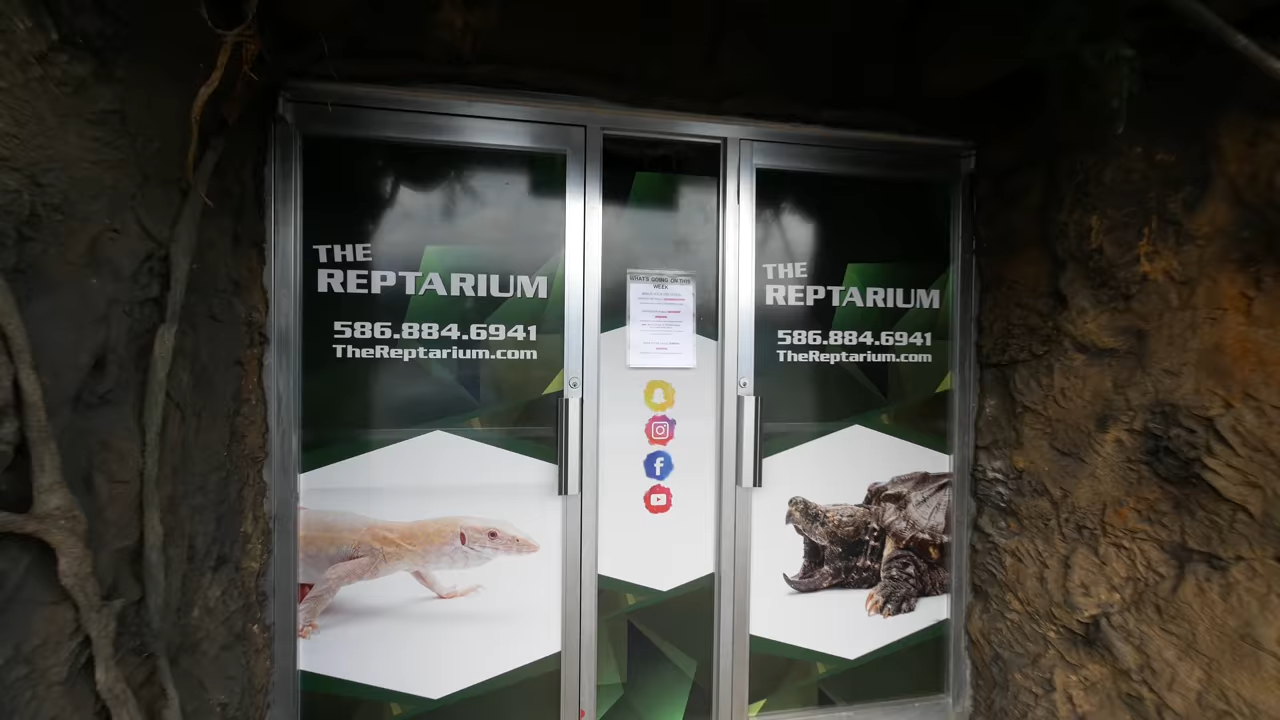 THE
REPTARIUM
586.884.6941
TheReptarium.com
WHAT'S GOING ON THIS
WEEK
THE
REPTARIUM
586.884.6941
TheReptarium.com